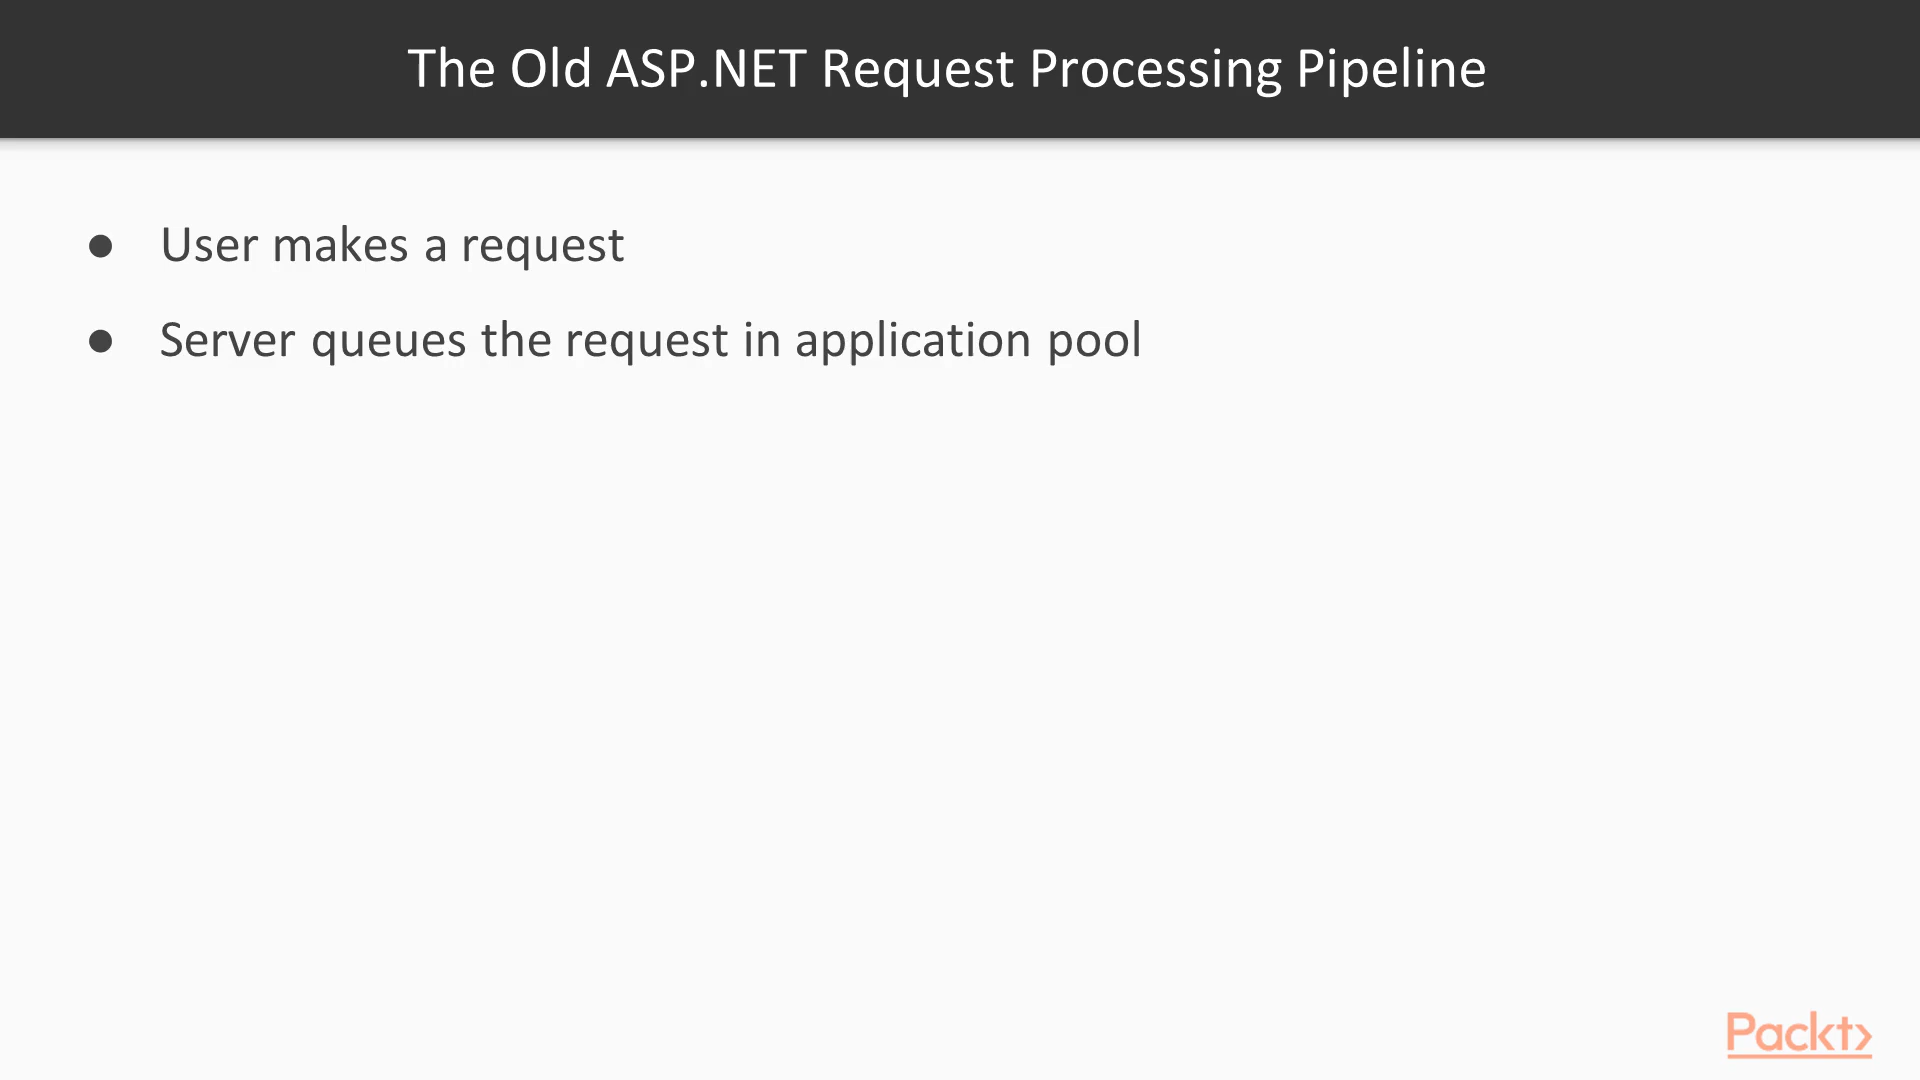 The Old ASP.NET Request Processing Pipeline
● User makes a request
● Server queues the request in application pool
Packt>